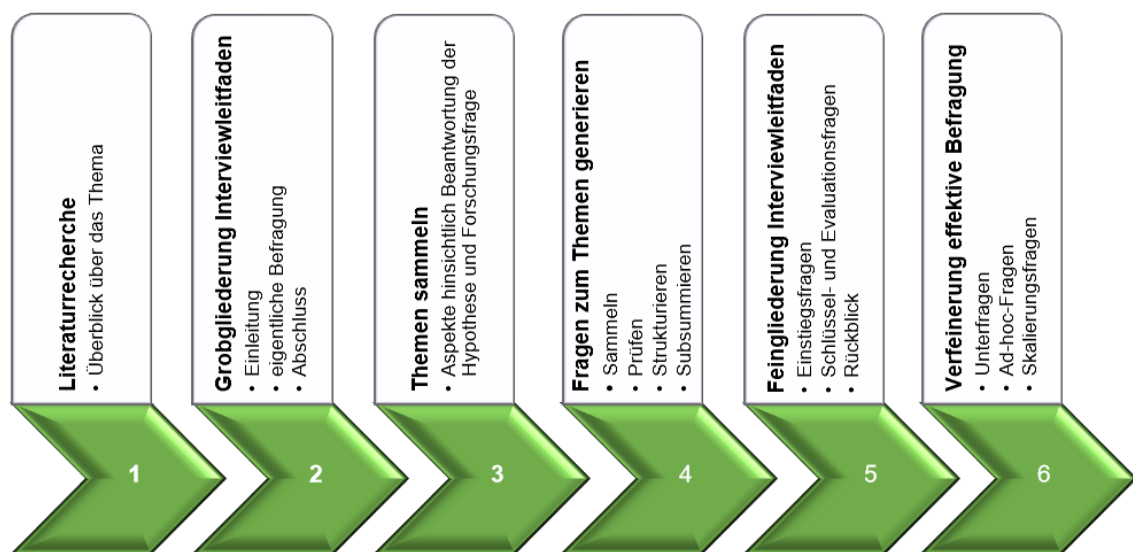 Literaturrecherche
• Überblick über das Thema
1
Grobgliederung Interviewleitfaden
• Einleitung
• eigentliche Befragung
• Abschluss
2
Themen sammeln
• Aspekte hinsichtlich Beantwortung der
Hypothese und Forschungsfrage
3
Fragen zum Themen generieren
• Sammeln
• Prüfen
• Strukturieren
• Subsummieren
4
Feingliederung Interviewleitfaden
• Einstiegsfragen
• Schlüssel- und Evaluationsfragen
• Rückblick
5
Verfeinerung effektive Befragung
• Unterfragen
• Ad-hoc-Fragen
• Skalierungsfragen
6